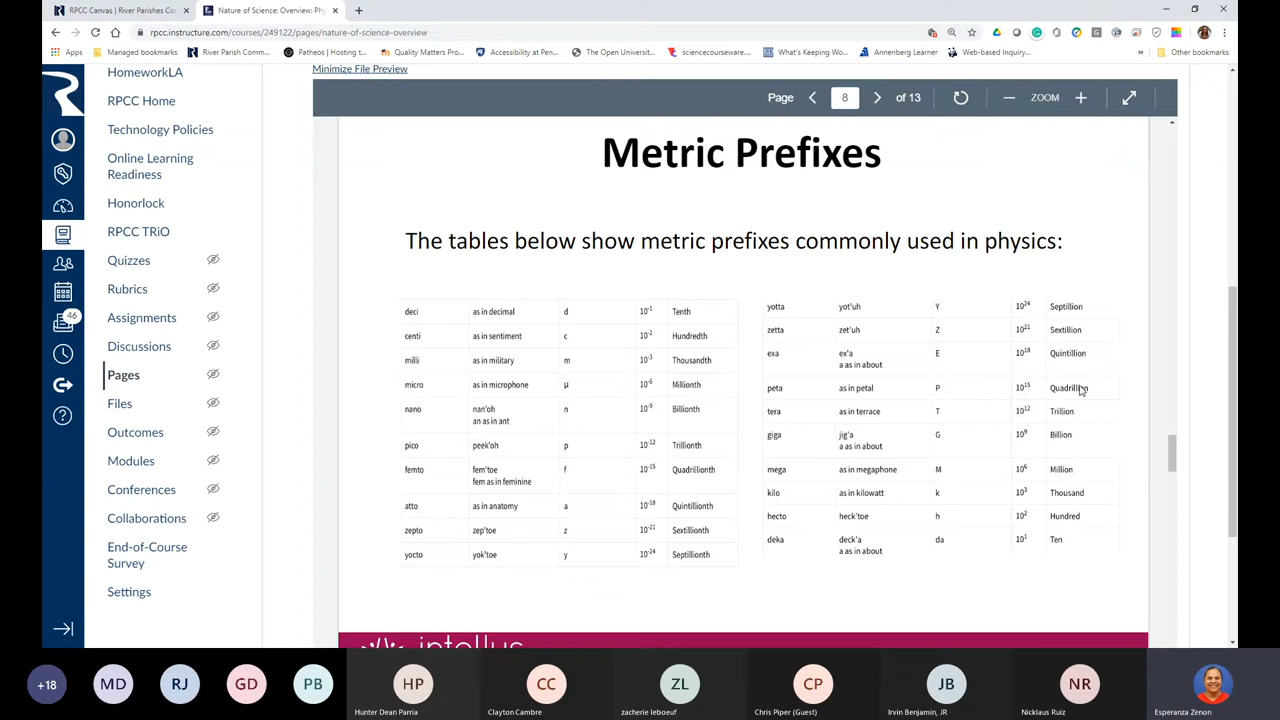 RPCC Canvas | River Parishes Com
Nature of Science: Overview: Phy
rpcc.instructure.com/courses/249122/pages/nature-of-science-overview
Apps
Managed bookmarks
River Parish Comm...
Patheos | Hosting t...
Quality Matters Pro...
Accessibility at Pen...
The Open Universit...
sciencecourseware...
What's Keeping Wo...
Annenberg Learner
Web-based Inquiry...
»
Other bookmarks
HomeworkLA
RPCC Home
Technology Policies
Online Learning
Readiness
Honorlock
RPCC TRiO
Quizzes
Rubrics
Assignments
Discussions
Pages
Files
Outcomes
Modules
Conferences
Collaborations
End-of-Course
Survey
Settings
46
Minimize File Preview
Page 8 of 13 ZOOM
Metric Prefixes
The tables below show metric prefixes commonly used in physics:
deci as in decimal d 10⁻¹ Tenth
centi as in sentiment c 10⁻² Hundredth
milli as in military m 10⁻³ Thousandth
micro as in microphone μ 10⁻⁶ Millionth
nano nan'oh n 10⁻⁹ Billionth
an as in ant
pico peek'oh p 10⁻¹² Trillionth
femto fem'toe f 10⁻¹⁵ Quadrillionth
fem as in feminine
atto as in anatomy a 10⁻¹⁸ Quintillionth
zepto zep'toe z 10⁻²¹ Sextillionth
yocto yok'toe y 10⁻²⁴ Septillionth
yotta yot'uh Y 10²⁴ Septillion
zetta zet'uh Z 10²¹ Sextillion
exa ex'a E 10¹⁸ Quintillion
a as in about
peta as in petal P 10¹⁵ Quadrillion
tera as in terrace T 10¹² Trillion
giga jig'a G 10⁹ Billion
a as in about
mega as in megaphone M 10⁶ Million
kilo as in kilowatt k 10³ Thousand
hecto heck'toe h 10² Hundred
deka deck'a da 10¹ Ten
a as in about
intellus
+18
MD
RJ
GD
PB
HP
CC
ZL
CP
JB
NR
Hunter Dean Parria
Clayton Cambre
zacherie leboeuf
Chris Piper (Guest)
Irvin Benjamin, JR
Nicklaus Ruiz
Esperanza Zenon